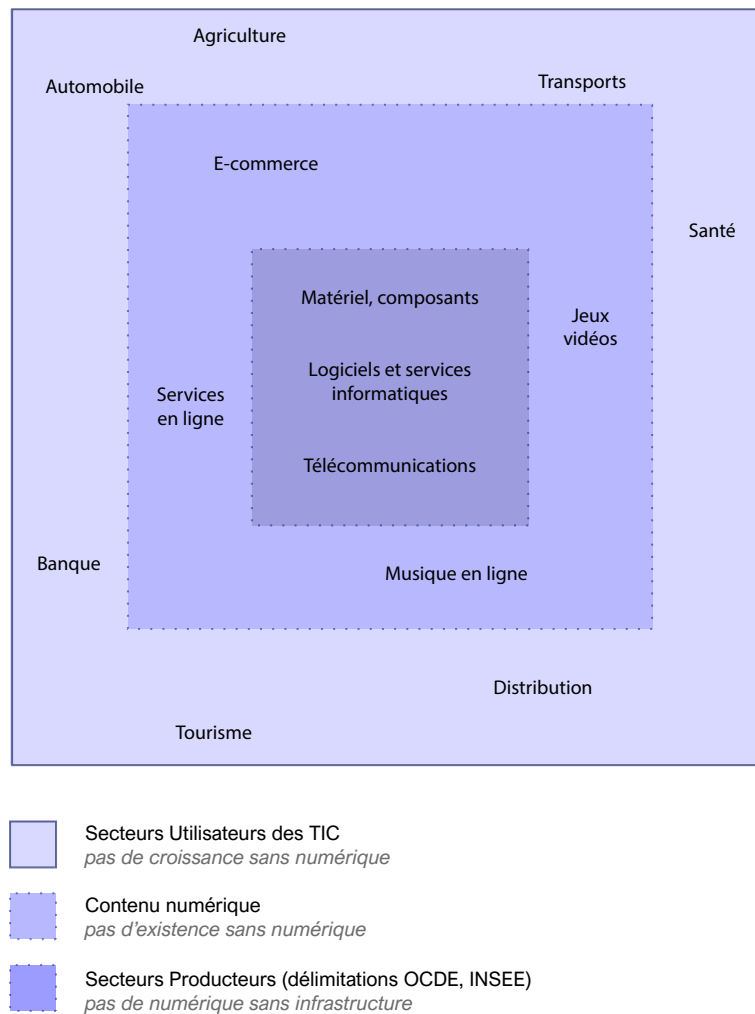 Agriculture
Automobile
Transports
E-commerce
Santé
Matériel, composants
Jeux
vidéos
Logiciels et services
informatiques
Services
en ligne
Télécommunications
Banque
Musique en ligne
Distribution
Tourisme
Secteurs Utilisateurs des TIC
pas de croissance sans numérique
Contenu numérique
pas d'existence sans numérique
Secteurs Producteurs (délimitations OCDE, INSEE)
pas de numérique sans infrastructure